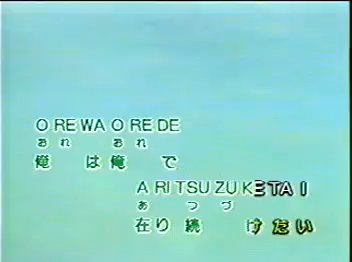 O RE WA O RE DE
おれ おれ
俺 は俺 で
A RI TSU ZU KE TA I
あ つづ
在り続 けたい